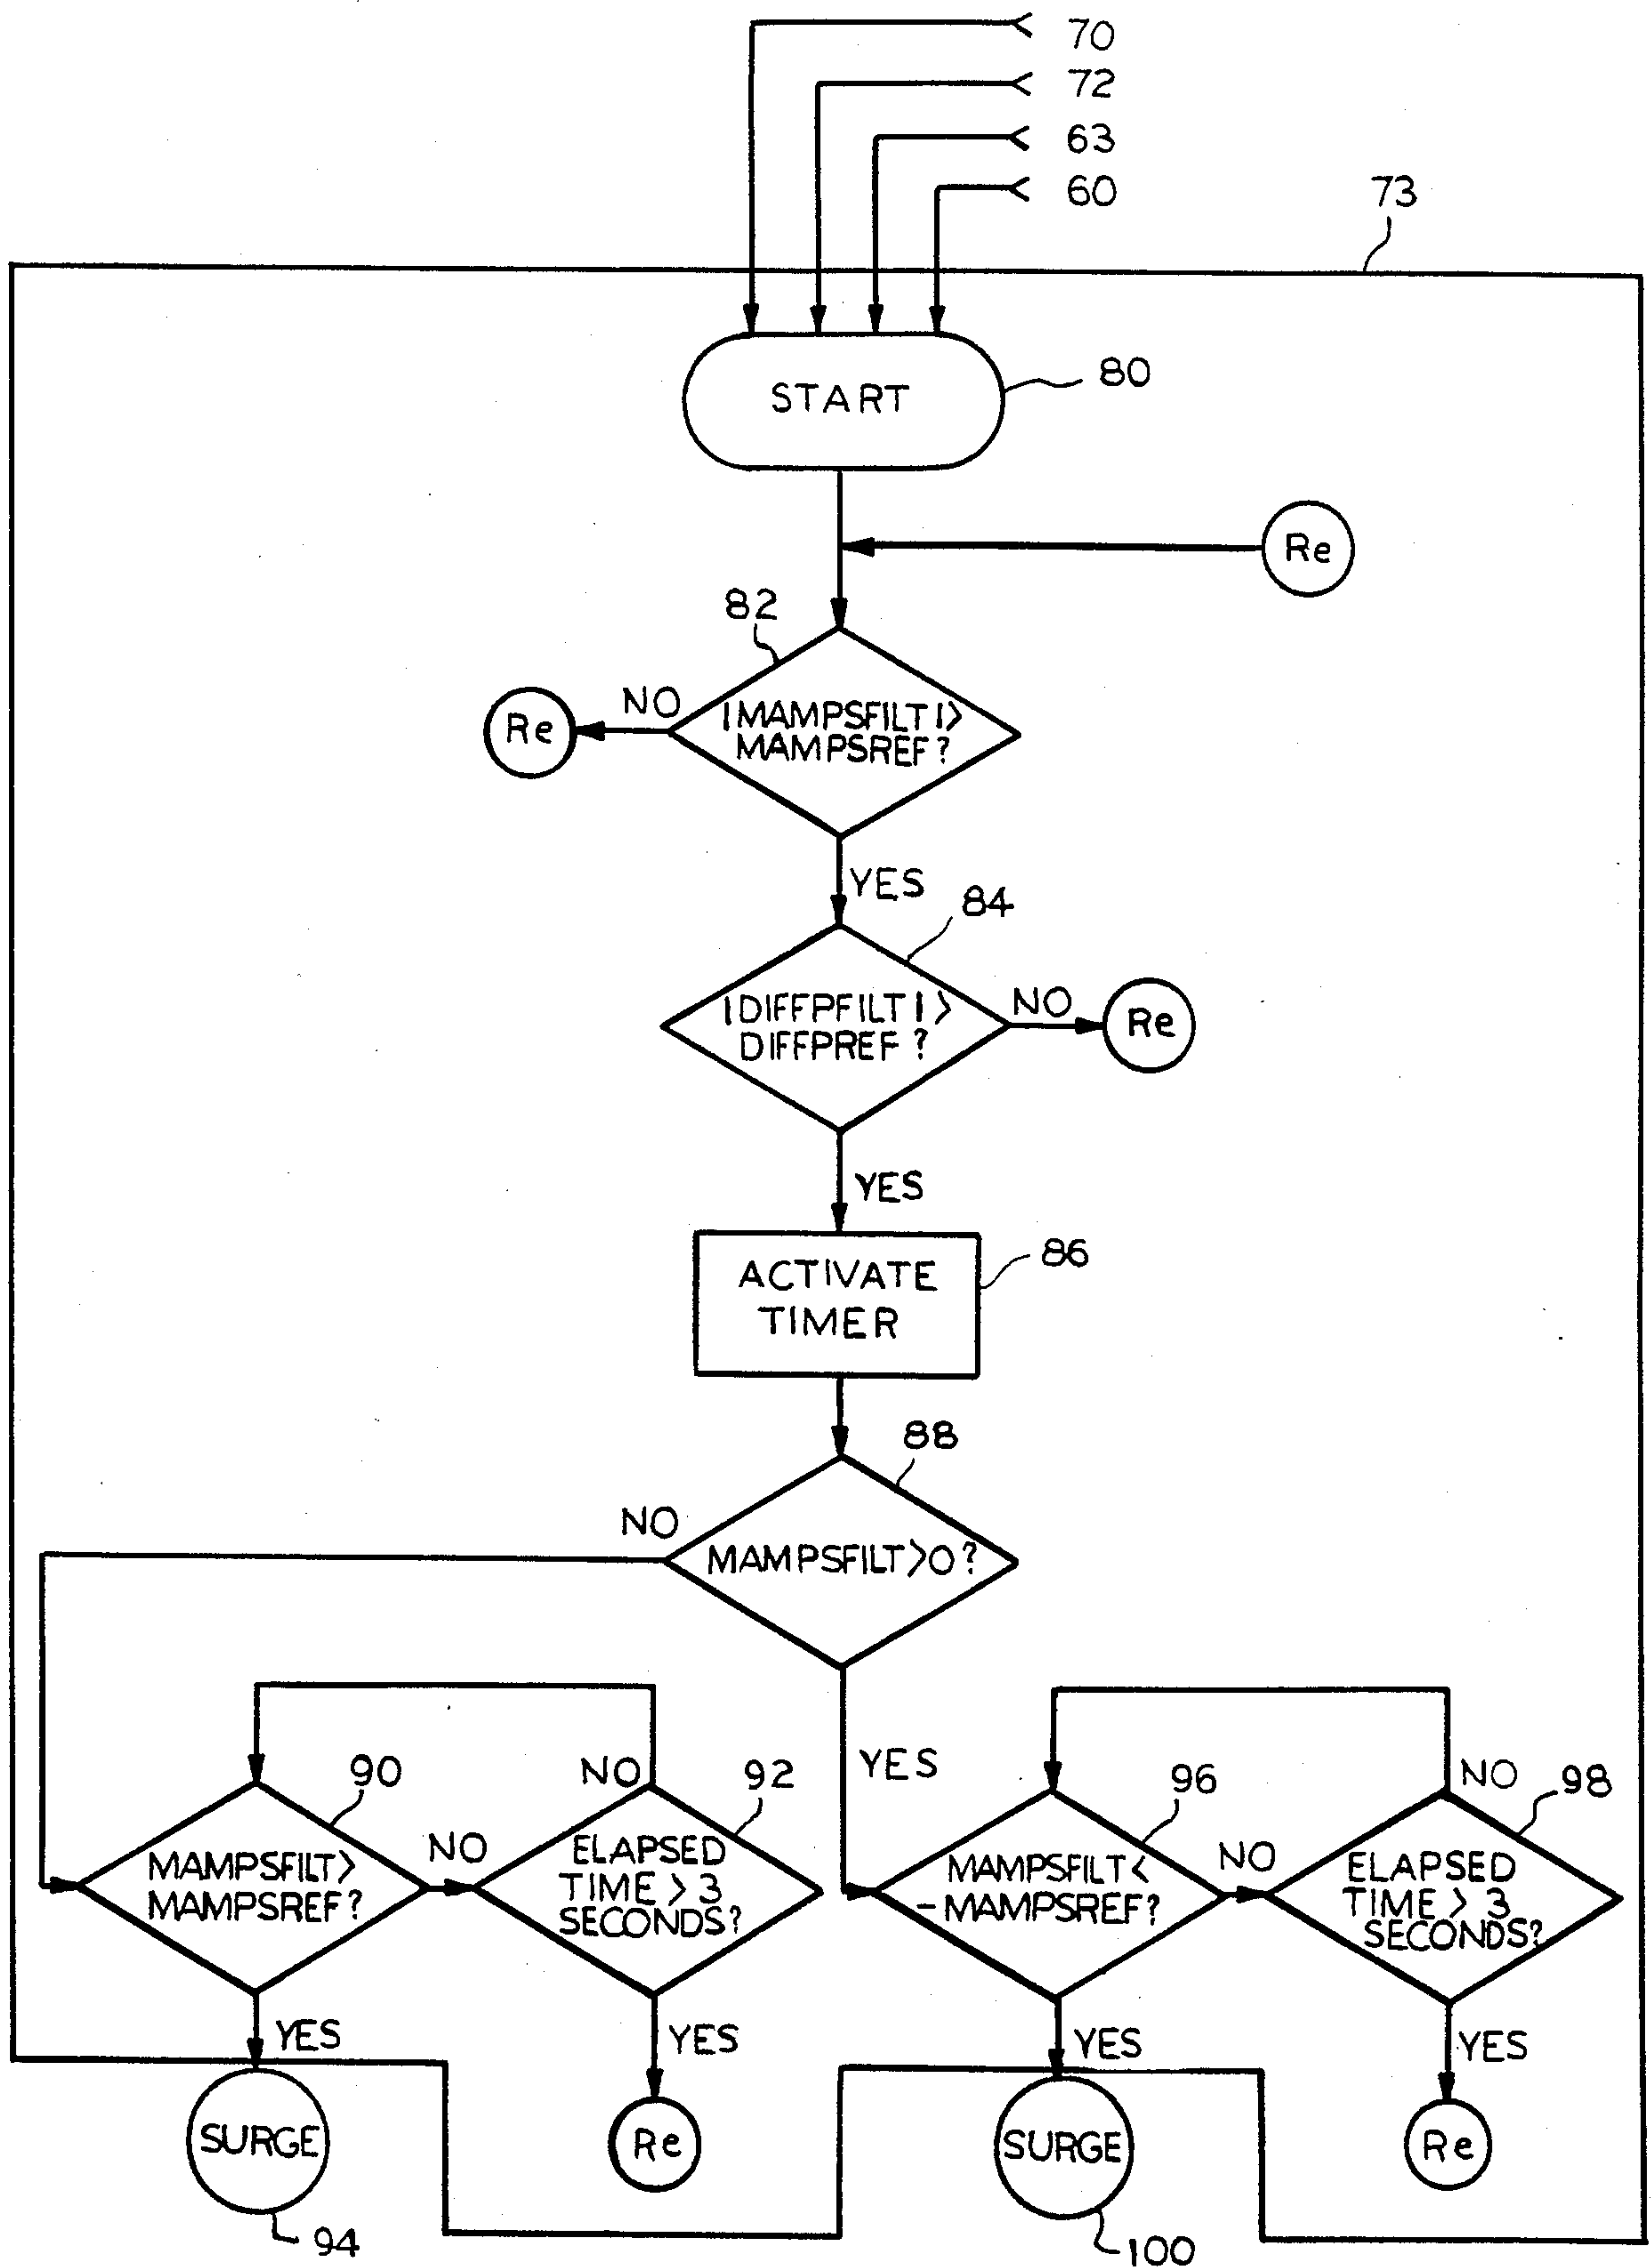 70
72
63
60
73
START
80
Re
82
NO
Re
|MAMPSFILT|>
MAMPSREF?
YES
84
|DIFFPFILT|>
DIFFPREF?
NO
Re
YES
ACTIVATE
TIMER
86
88
NO
MAMPSFILT>0?
YES
90
MAMPSFILT>
MAMPSREF?
NO
NO
92
ELAPSED
TIME > 3
SECONDS?
96
MAMPSFILT<
-MAMPSREF?
NO
NO
98
ELAPSED
TIME > 3
SECONDS?
YES
YES
YES
YES
SURGE
Re
SURGE
Re
94
100